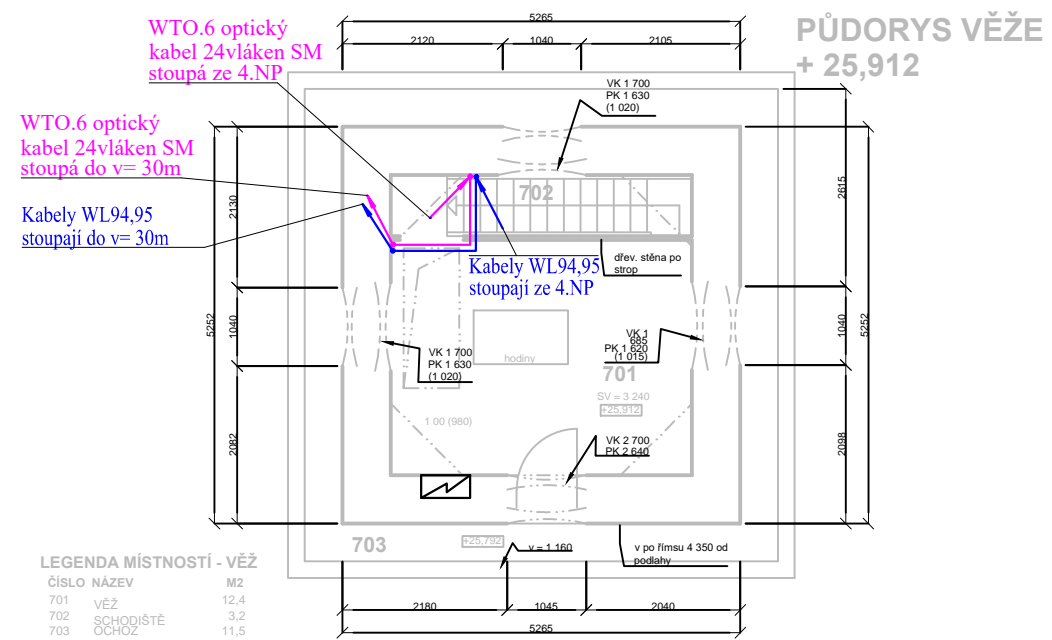 PŮDORYS VĚŽE
+ 25,912
5265
2120
1040
2105
WTO.6 optický
kabel 24vláken SM
stoupá ze 4.NP
VK 1 700
PK 1 630
(1 020)
WTO.6 optický
kabel 24vláken SM
stoupá do v= 30m
Kabely WL94,95
stoupají do v= 30m
2130
2615
702
dřev. stěna po
strop
Kabely WL94,95
stoupají ze 4.NP
5252
1040
1040
5252
VK 1 700
PK 1 630
(1 020)
hodiny
VK 1
685
PK 1 620
(1 015)
701
SV = 3 240
+25,912
1 00 (980)
2082
2098
VK 2 700
PK 2 640
703
+25,792
v = 1.160
v po římsu 4 350 od
podlahy
LEGENDA MÍSTNOSTÍ - VĚŽ
ČÍSLO NÁZEV M2
701 VĚŽ 12,4
702 SCHODIŠTĚ 3,2
703 OCHOZ 11,5
2180
1045
2040
5265